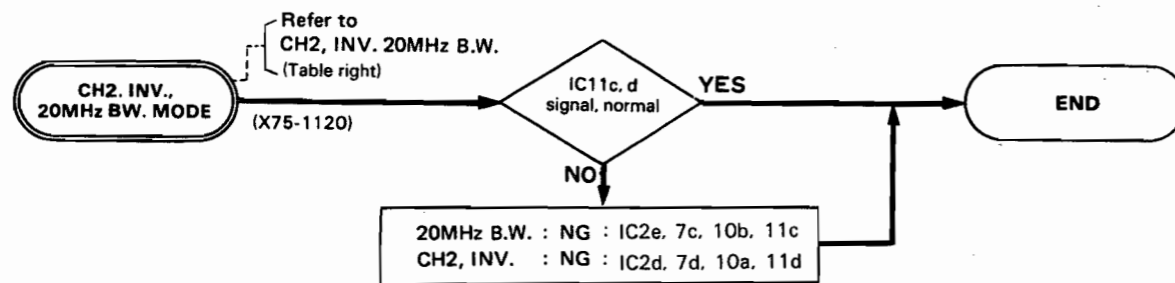 Refer to
CH2, INV. 20MHz B.W.
(Table right)
CH2. INV.,
20MHz BW. MODE
(X75-1120)
IC11c, d
signal, normal
YES
END
NO
20MHz B.W. : NG : IC2e, 7c, 10b, 11c
CH2, INV. : NG : IC2d, 7d, 10a, 11d